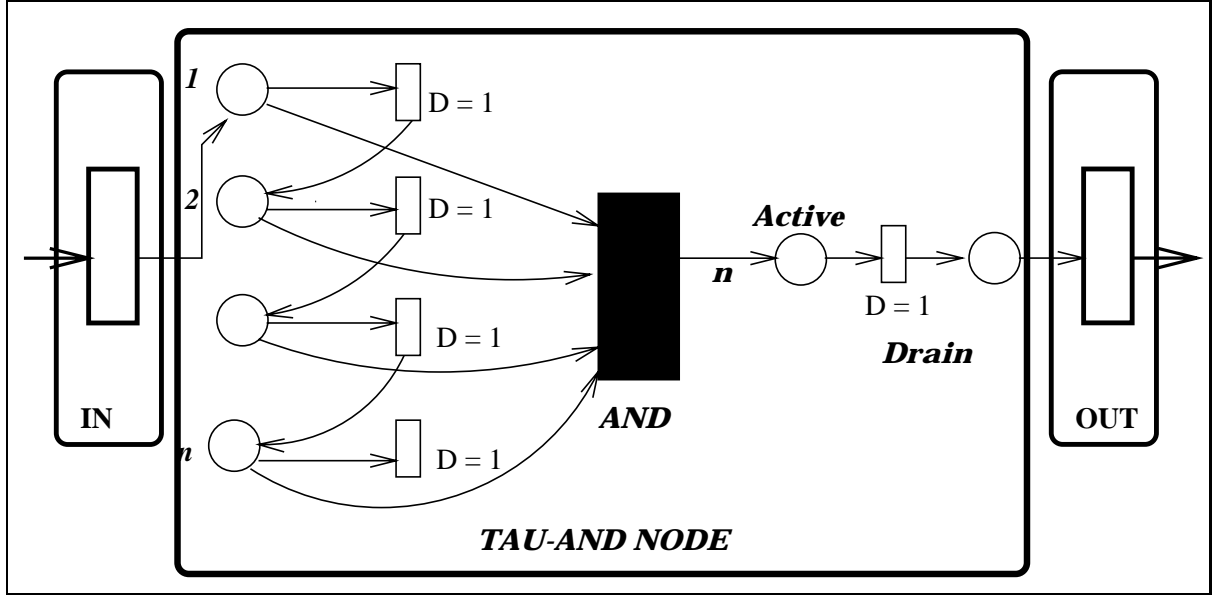 1
D = 1
2
D = 1
Active
n
D = 1
Drain
D = 1
IN
AND
OUT
n
D = 1
TAU-AND NODE